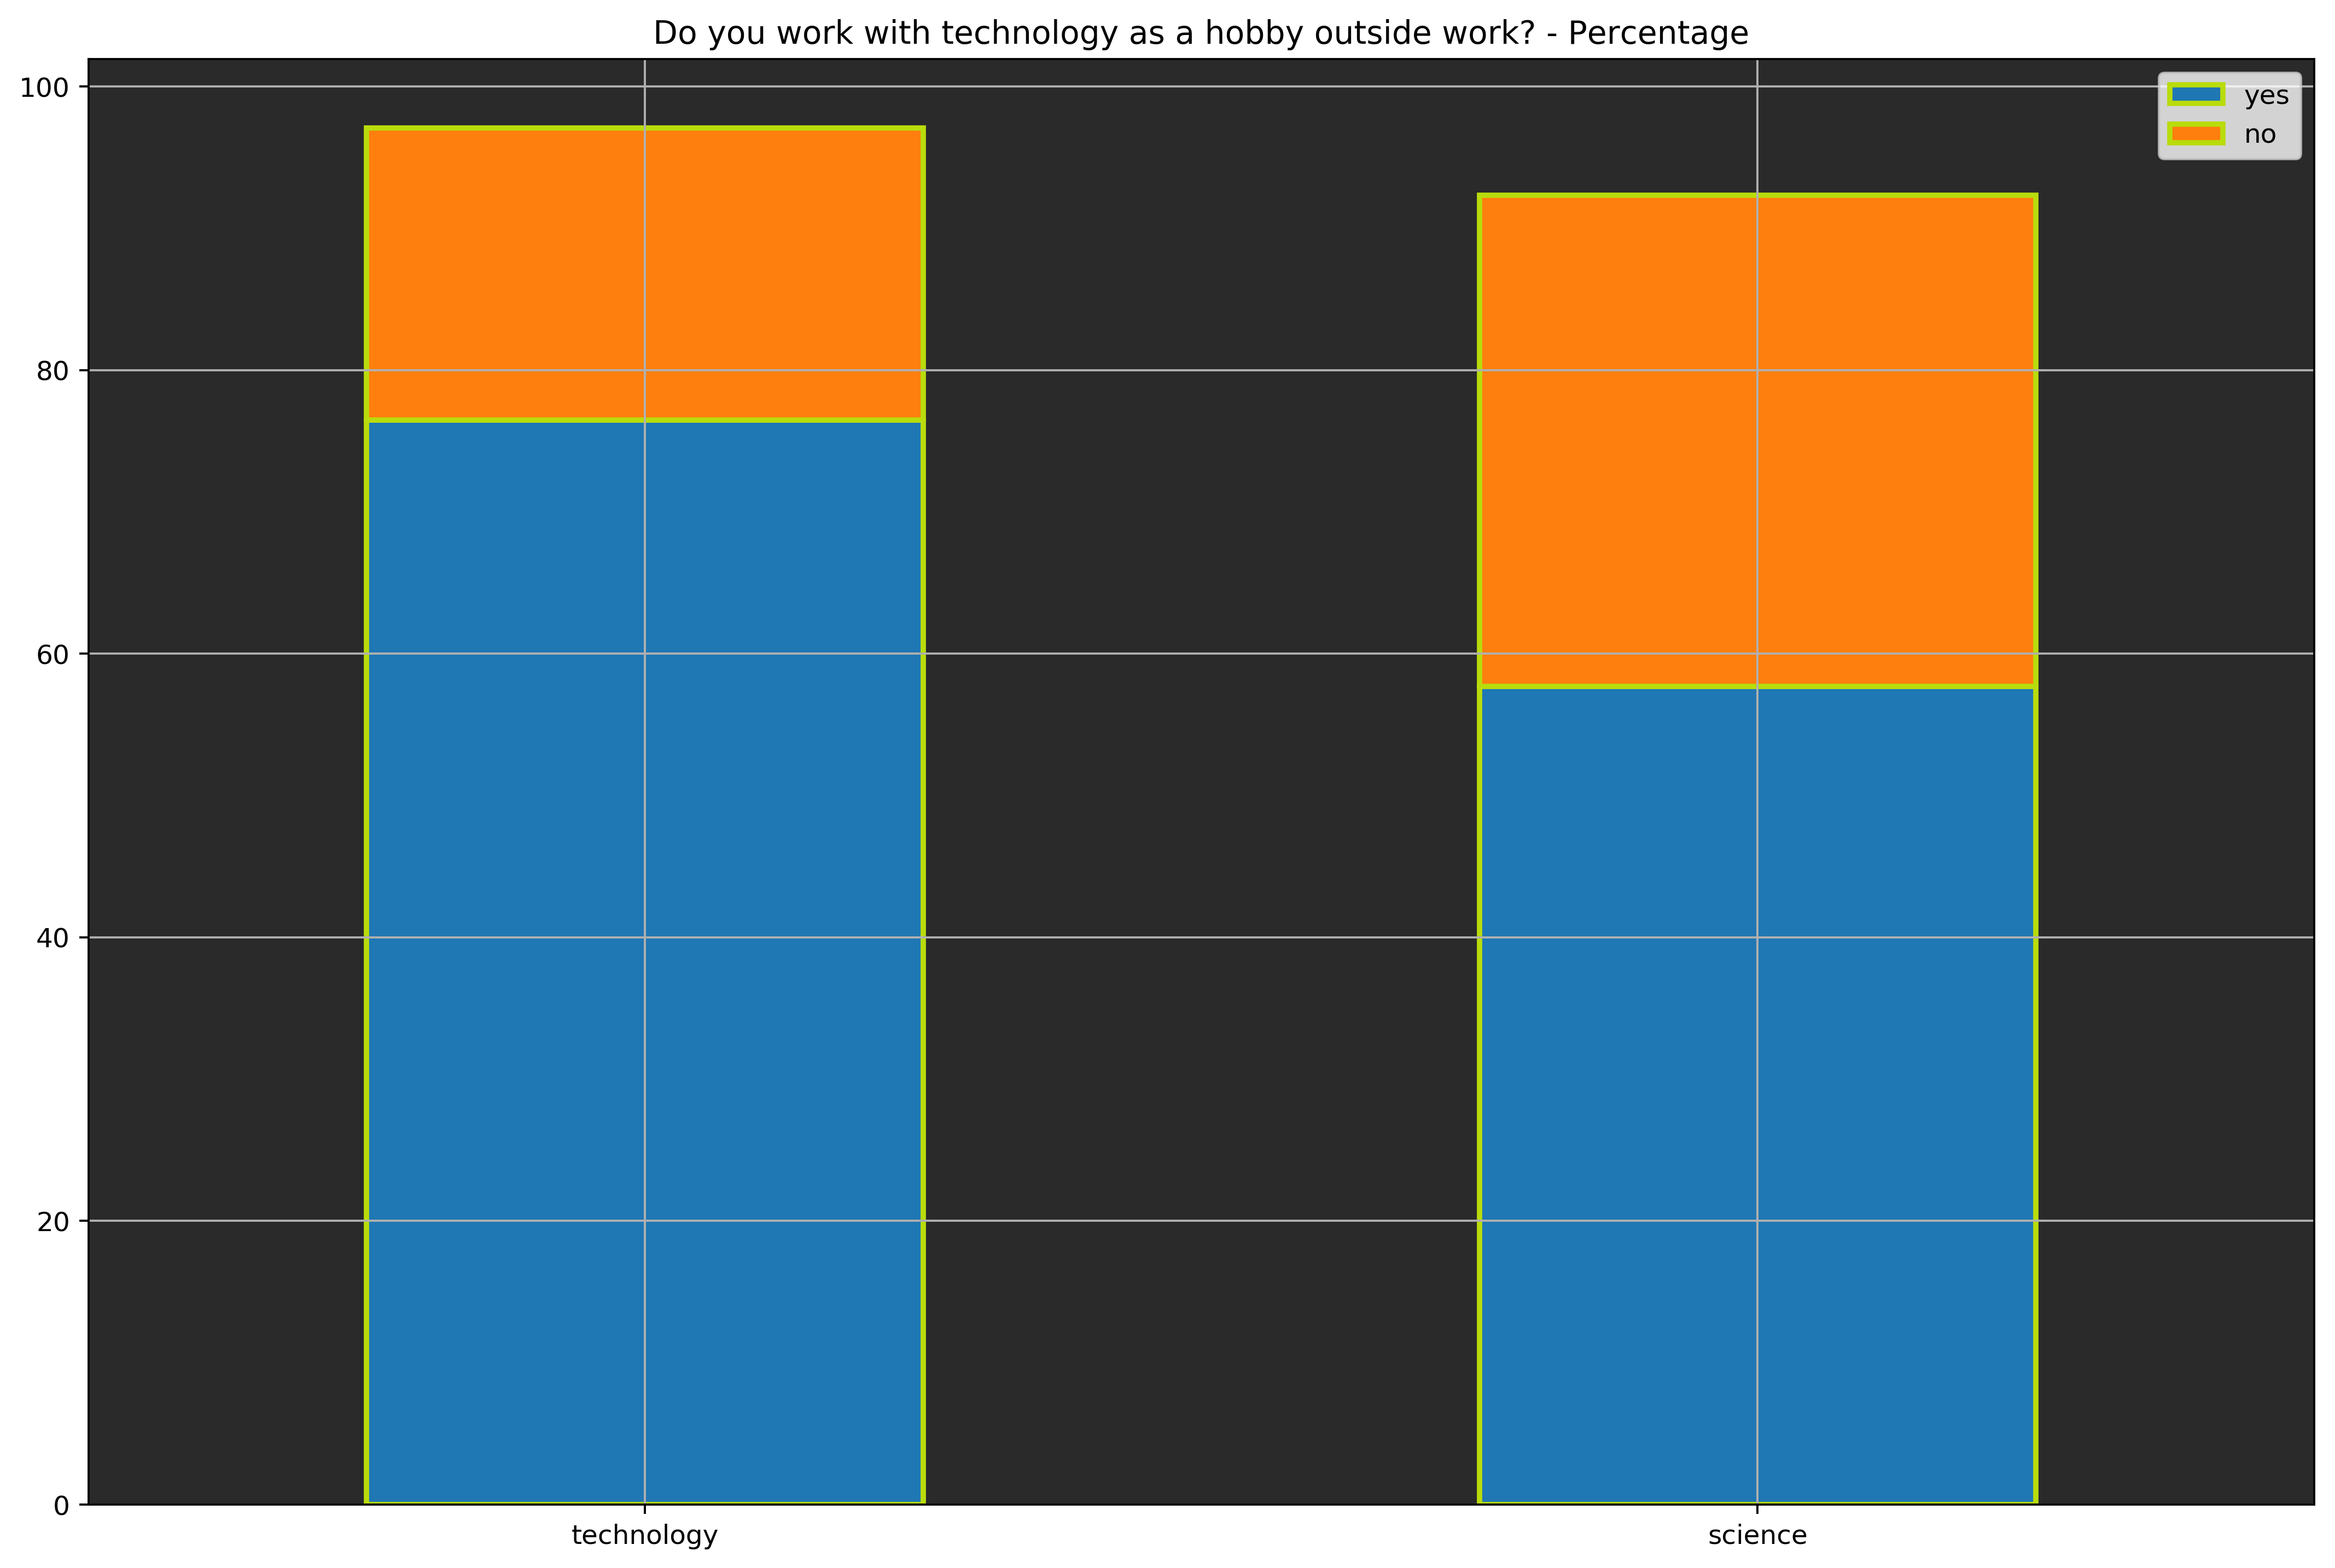 Do you work with technology as a hobby outside work? - Percentage
100
80
60
40
20
0
yes
no
technology
science